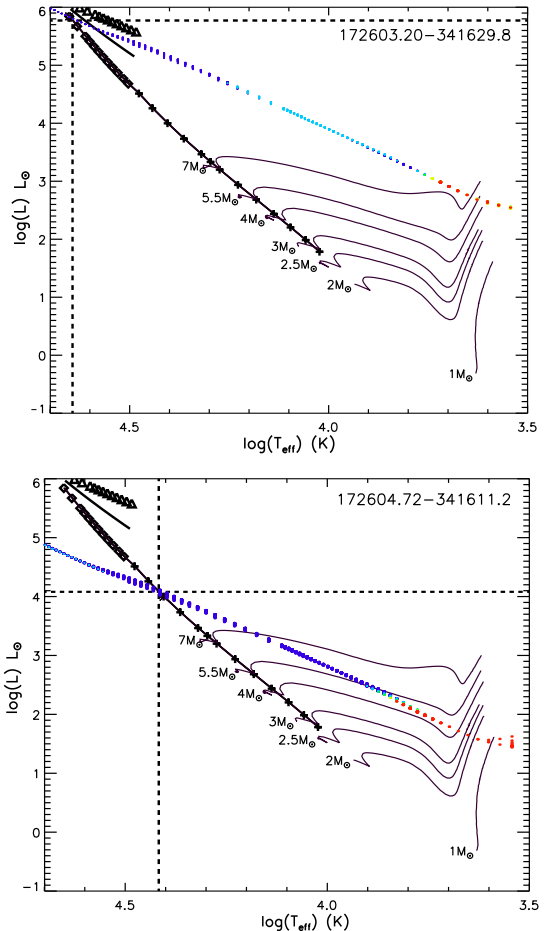 172603.20−341629.8
6
5
4
3
2
1
0
−1
log(L) L⊙
7M⊙
5.5M⊙
4M⊙
3M⊙
2.5M⊙
2M⊙
1M⊙
4.5 4.0 3.5
log(Teff) (K)
172604.72−341611.2
6
5
4
3
2
1
0
−1
log(L) L⊙
7M⊙
5.5M⊙
4M⊙
3M⊙
2.5M⊙
2M⊙
1M⊙
4.5 4.0 3.5
log(Teff) (K)